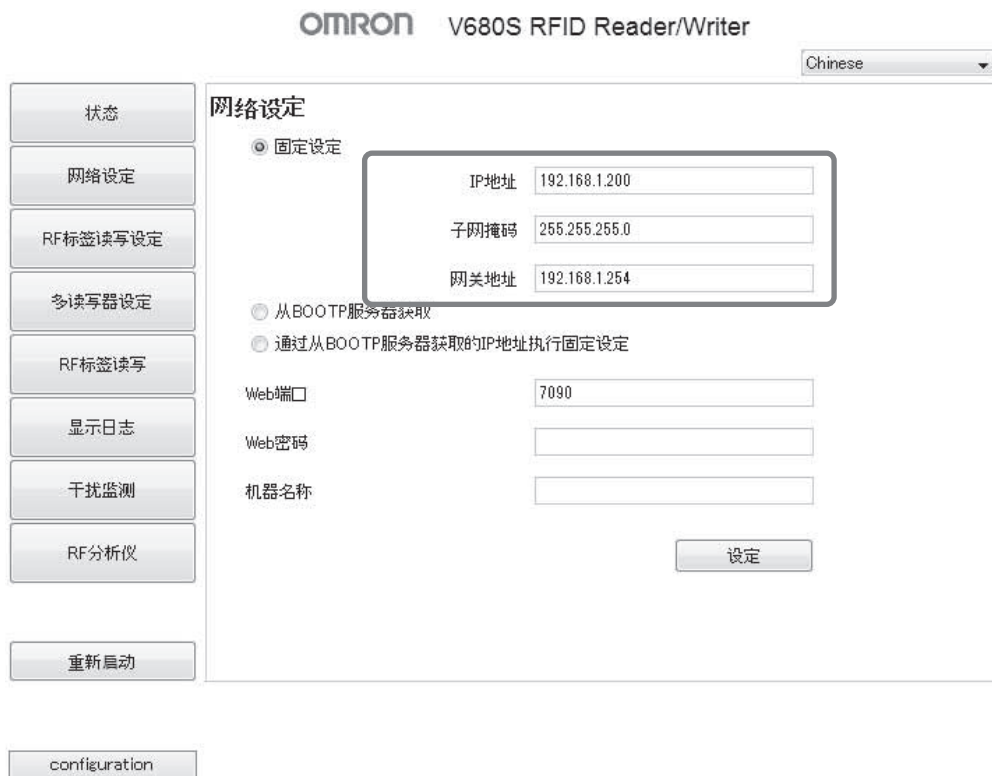 OMRON V680S RFID Reader/Writer
Chinese
状态
网络设定
RF标签读写设定
多读写器设定
RF标签读写
显示日志
干扰监测
RF分析仪
重新启动
configuration
网络设定
固定设定
IP地址 192.168.1.200
子网掩码 255.255.255.0
网关地址 192.168.1.254
从BOOTP服务器获取
通过从BOOTP服务器获取的IP地址执行固定设定
Web端口 7090
Web密码
机器名称
设定